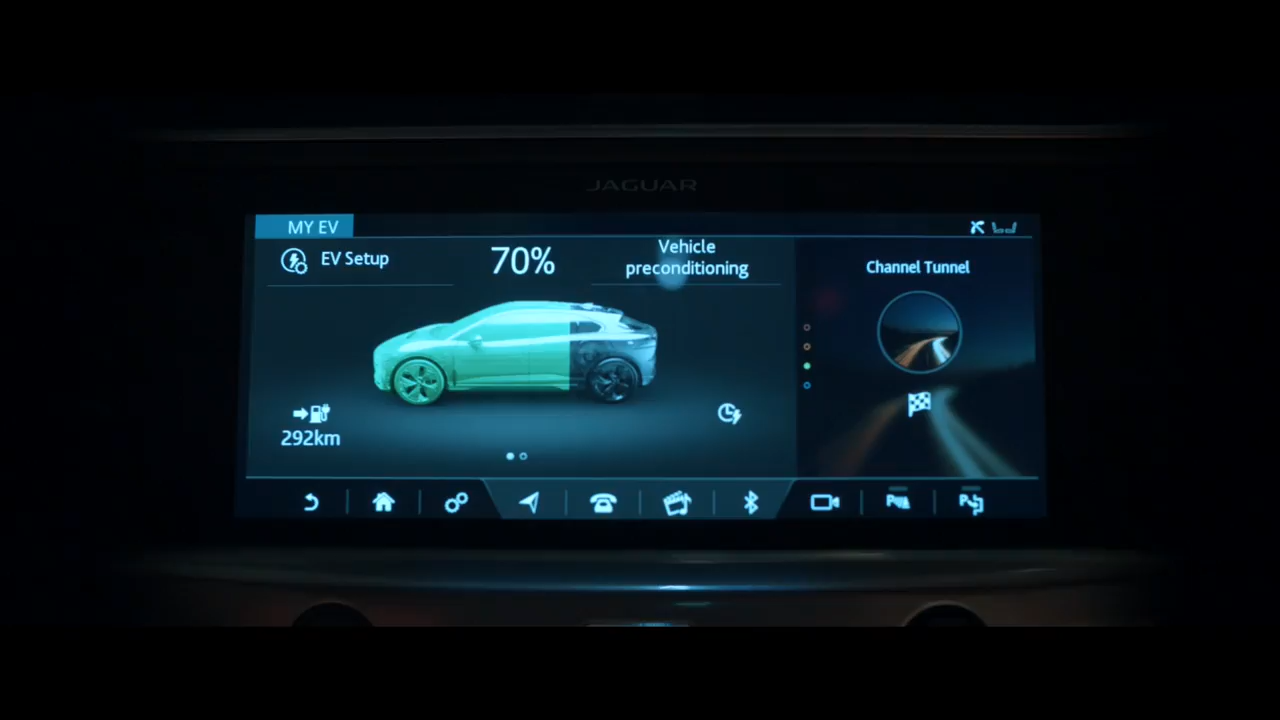 JAGUAR
MY EV
EV Setup
70%
Vehicle
preconditioning
Channel Tunnel
292km